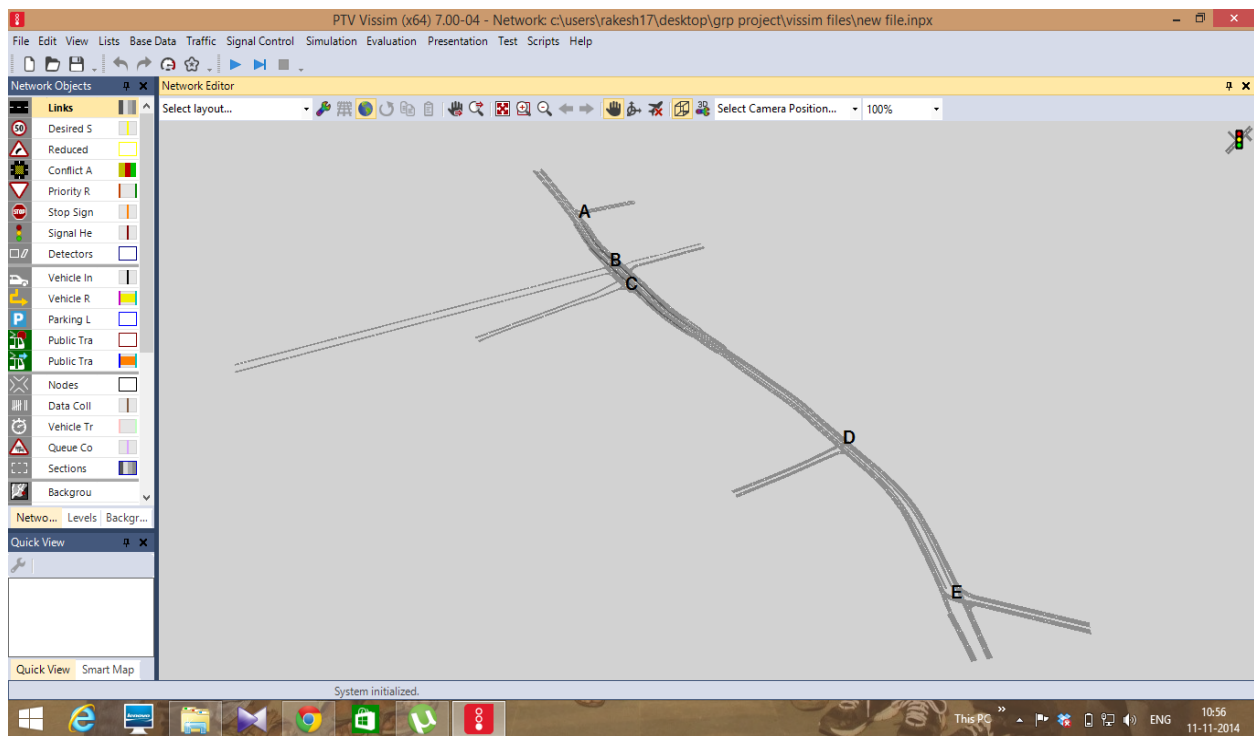 PTV Vissim (x64) 7.00-04 - Network: c:\users\rakesh17\desktop\grp project\vissim files\new file.inpx
File Edit View Lists Base Data Traffic Signal Control Simulation Evaluation Presentation Test Scripts Help
Network Objects
Network Editor
Links
Select layout...
Select Camera Position...
100%
50
Desired S
Reduced
Conflict A
Priority R
STOP
Stop Sign
Signal He
Detectors
Vehicle In
Vehicle R
P
Parking L
Public Tra
Public Tra
Nodes
Data Coll
Vehicle Tr
Queue Co
Sections
Backgrou
Netwo... Levels Backgr...
Quick View
Quick View Smart Map
A
B
C
D
E
3D
System initialized.
lenovo
This PC
ENG
10:56
11-11-2014